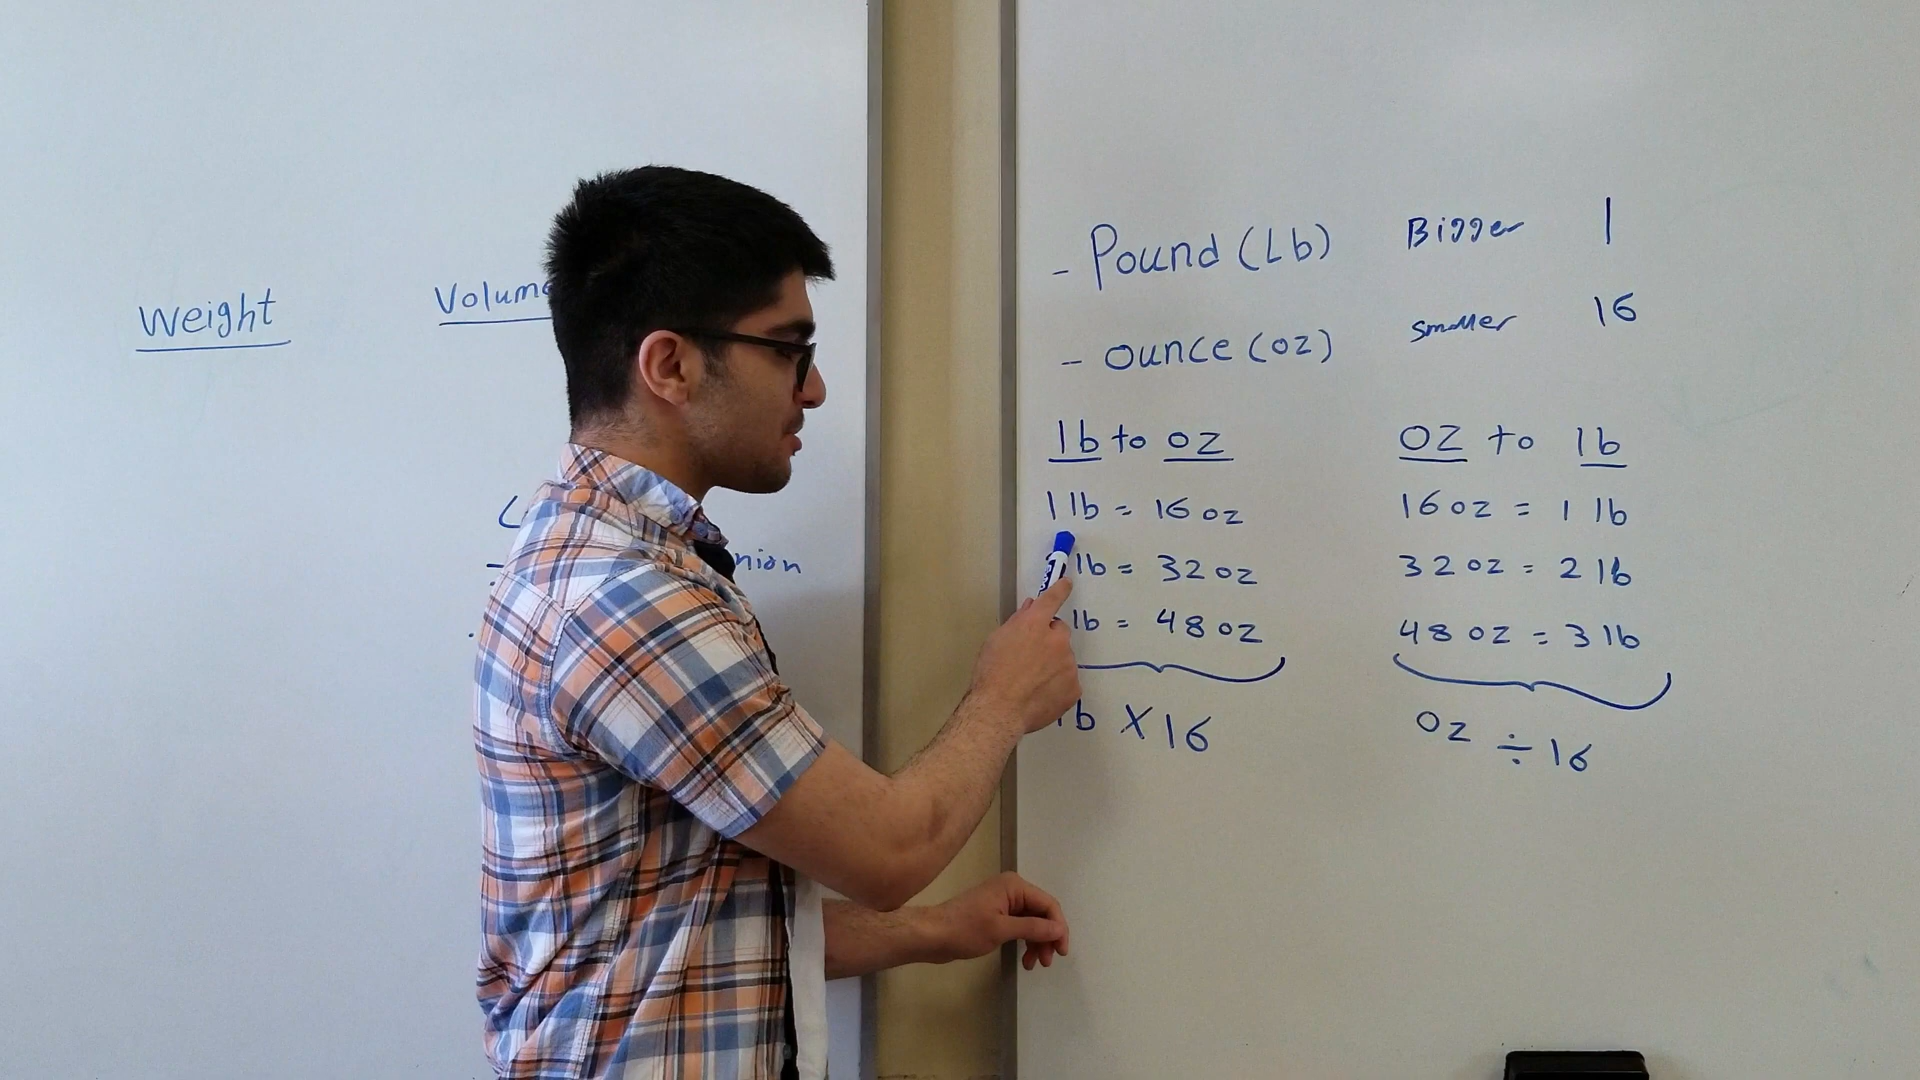 Weight
Volume
nion
- Pound (Lb) Bigger 1
- ounce (oz) smaller 16
lb to oz
1 lb = 16 oz
lb = 32 oz
lb = 48 oz
lb X 16
OZ to lb
16 oz = 1 lb
32 oz = 2 lb
48 oz = 3 lb
oz ÷ 16